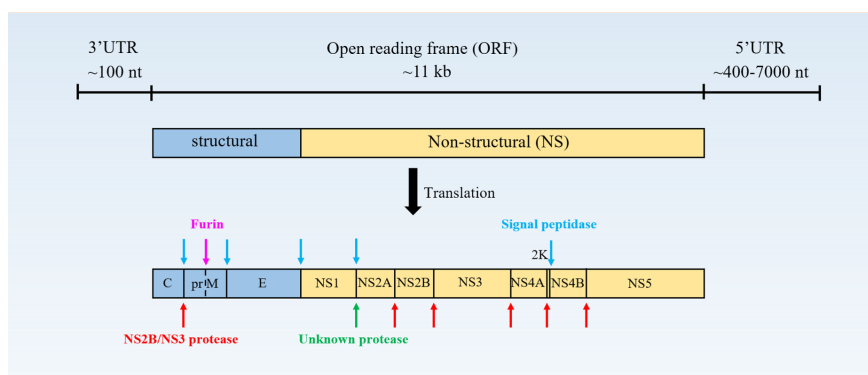 3’UTR
~100 nt
Open reading frame (ORF)
~11 kb
5’UTR
~400-7000 nt
structural
Non-structural (NS)
Translation
Furin
Signal peptidase
2K
C
pr M
E
NS1
NS2A
NS2B
NS3
NS4A
NS4B
NS5
NS2B/NS3 protease
Unknown protease